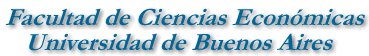 Facultad de Ciencias Económicas
Universidad de Buenos Aires